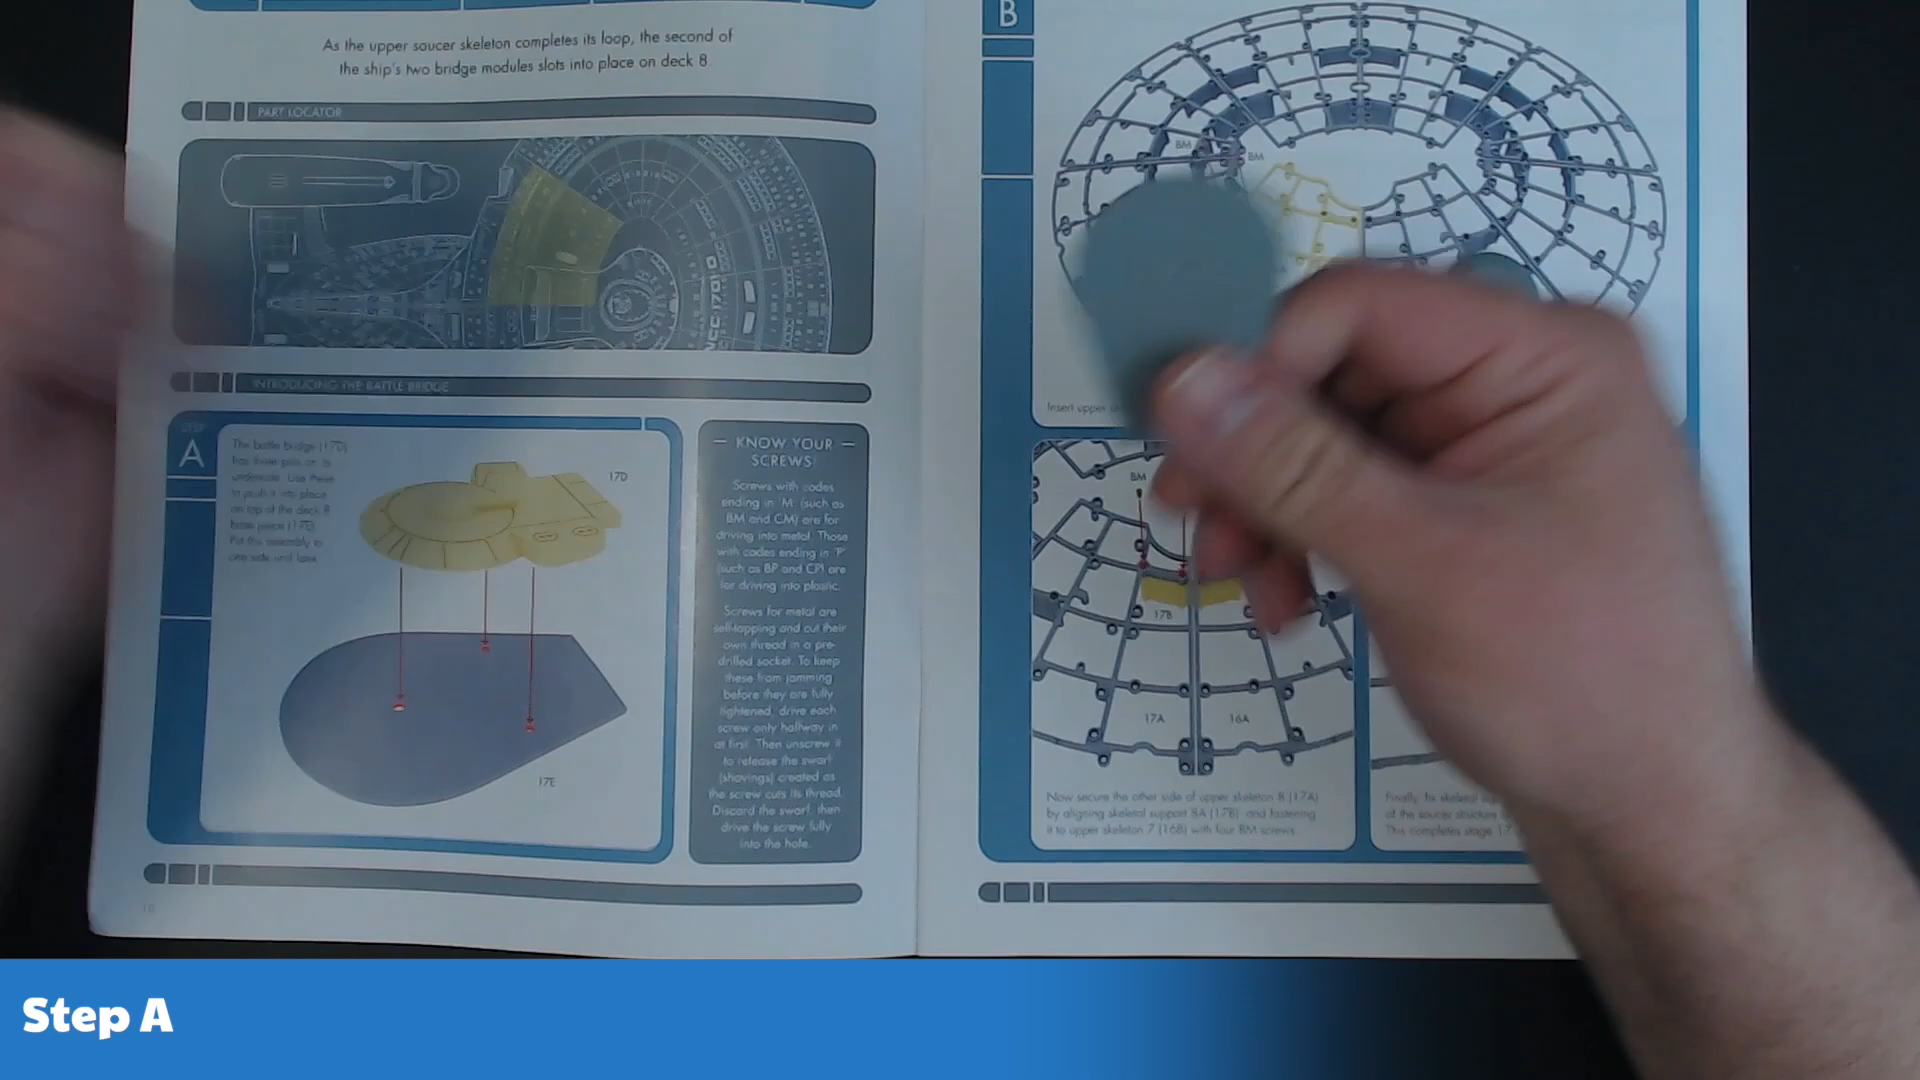 As the upper saucer skeleton completes its loop, the second of
the ship's two bridge modules slots into place on deck 8.
PART LOCATOR
NCC-1701-D
INTRODUCING THE BATTLE BRIDGE
STEP
A
The battle bridge (17D)
has three pins on its
underside. Use these
to push it into place
on top of the deck 8
base piece (17E).
Put this assembly to
one side until later.
17D
17E
KNOW YOUR
SCREWS
Screws with codes
ending in 'M' (such as
BM and CM) are for
driving into metal. Those
with codes ending in 'P'
(such as BP and CP) are
for driving into plastic.
Screws for metal are
self-tapping and cut their
own thread in a pre-
drilled socket. To keep
these from jamming
before they are fully
tightened, drive each
screw only halfway in
at first. Then unscrew it
to release the swarf
(shavings) created as
the screw cuts its thread.
Discard the swarf, then
drive the screw fully
into the hole.
B
BM
BM
Insert upper
BM
17B
17A
16A
Now secure the other side of upper skeleton 8 (17A)
by aligning skeletal support 8A (17B) and fastening
it to upper skeleton 7 (16B) with four BM screws.
Finally, fix skeletal
of the saucer structure
This completes stage 17
Step A